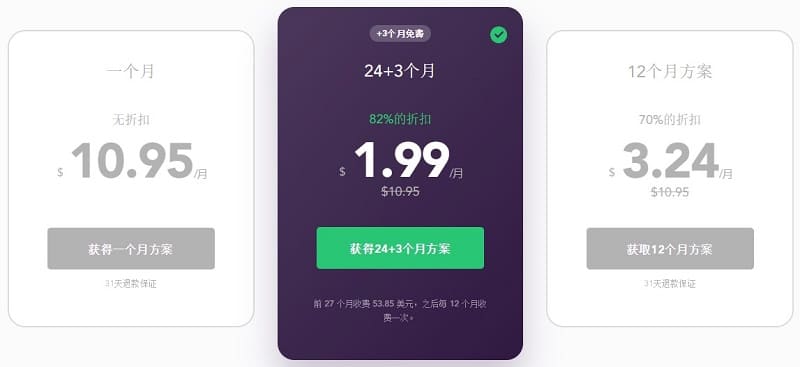 一个月
无折扣
$ 10.95/月
获得一个月方案
31天退款保证
+3个月免费
24+3个月
82%的折扣
$ 1.99/月
$10.95
获得24+3个月方案
前 27 个月收费 53.85 美元，之后每 12 个月收
费一次。
12个月方案
70%的折扣
$ 3.24/月
$10.95
获取12个月方案
31天退款保证